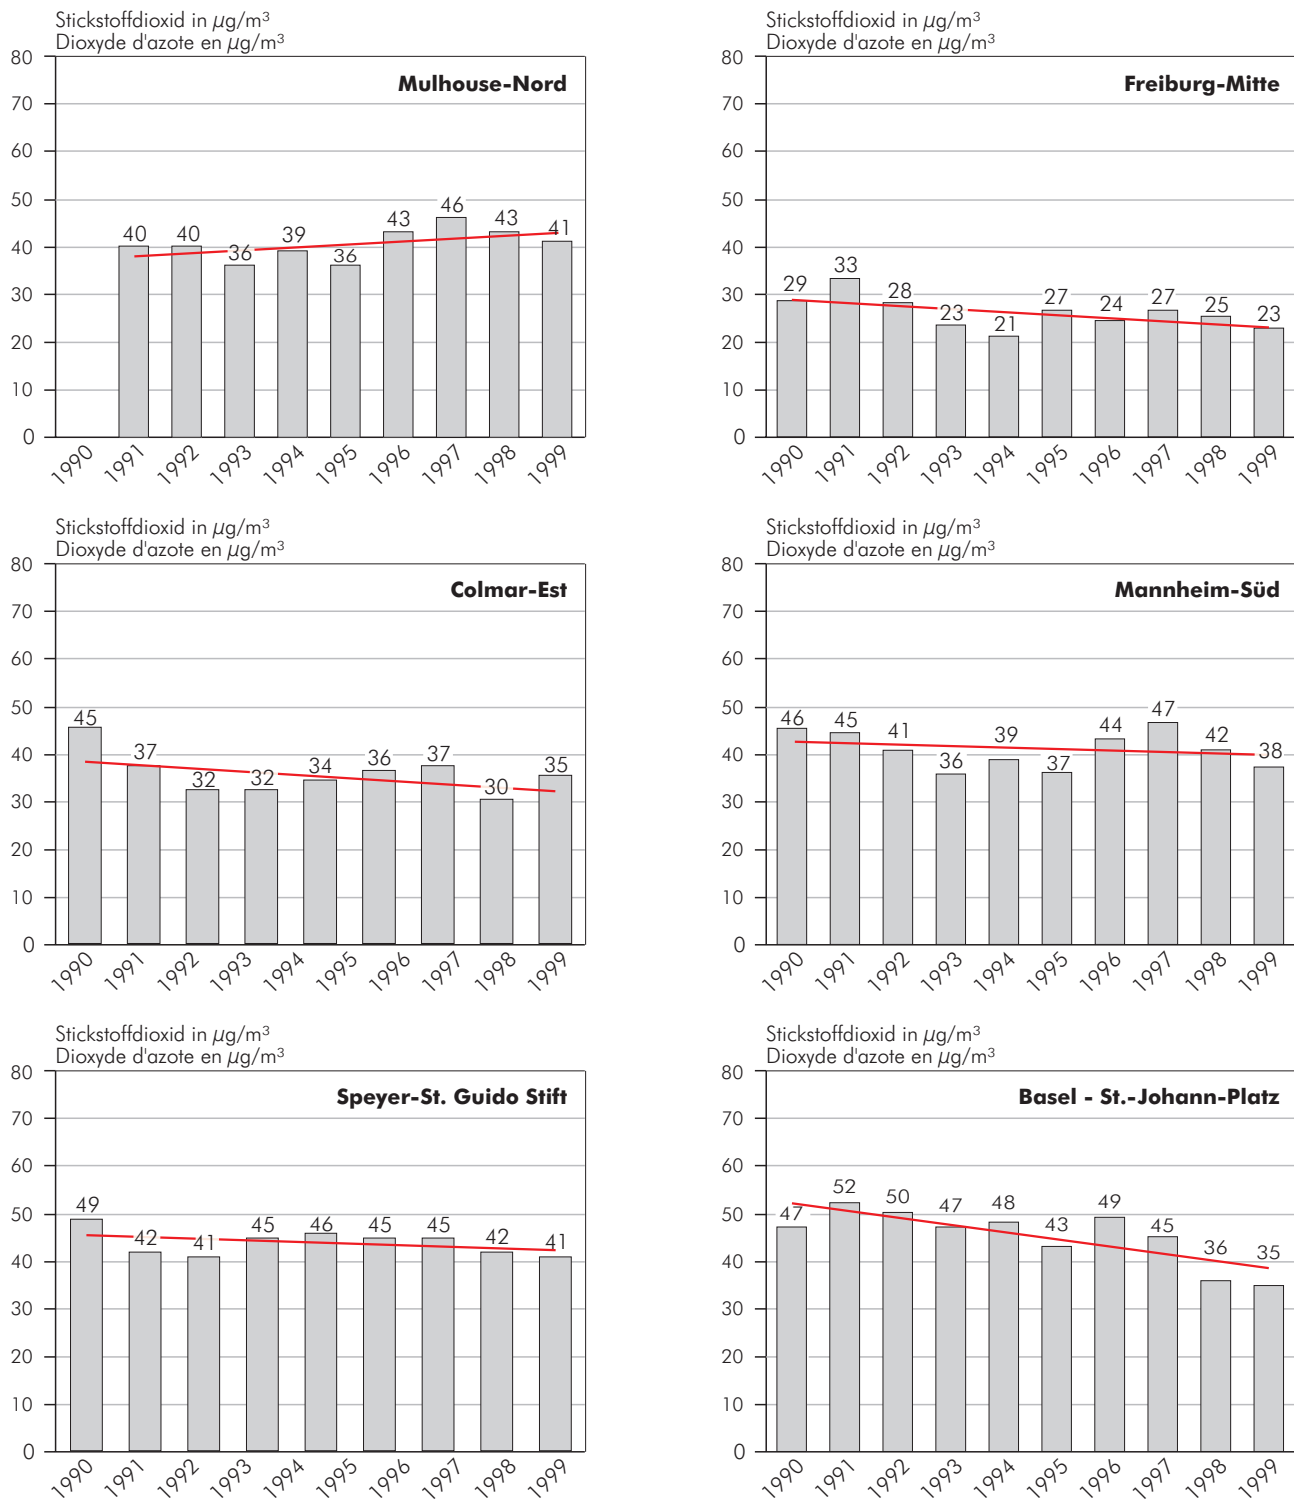 Stickstoffdioxid in µg/m³
Dioxyde d'azote en µg/m³
Mulhouse-Nord
80
70
60
50
40
30
20
10
0
40 40 36 39 36 43 46 43 41
1990 1991 1992 1993 1994 1995 1996 1997 1998 1999
Stickstoffdioxid in µg/m³
Dioxyde d'azote en µg/m³
Freiburg-Mitte
80
70
60
50
40
30
20
10
0
29 33 28 23 21 27 24 27 25 23
1990 1991 1992 1993 1994 1995 1996 1997 1998 1999
Stickstoffdioxid in µg/m³
Dioxyde d'azote en µg/m³
Colmar-Est
80
70
60
50
40
30
20
10
0
45 37 32 32 34 36 37 30 35
1990 1991 1992 1993 1994 1995 1996 1997 1998 1999
Stickstoffdioxid in µg/m³
Dioxyde d'azote en µg/m³
Mannheim-Süd
80
70
60
50
40
30
20
10
0
46 45 41 36 39 37 44 47 42 38
1990 1991 1992 1993 1994 1995 1996 1997 1998 1999
Stickstoffdioxid in µg/m³
Dioxyde d'azote en µg/m³
Speyer-St. Guido Stift
80
70
60
50
40
30
20
10
0
49 42 41 45 46 45 45 42 41
1990 1991 1992 1993 1994 1995 1996 1997 1998 1999
Stickstoffdioxid in µg/m³
Dioxyde d'azote en µg/m³
Basel - St.-Johann-Platz
80
70
60
50
40
30
20
10
0
47 52 50 47 48 43 49 45 36 35
1990 1991 1992 1993 1994 1995 1996 1997 1998 1999